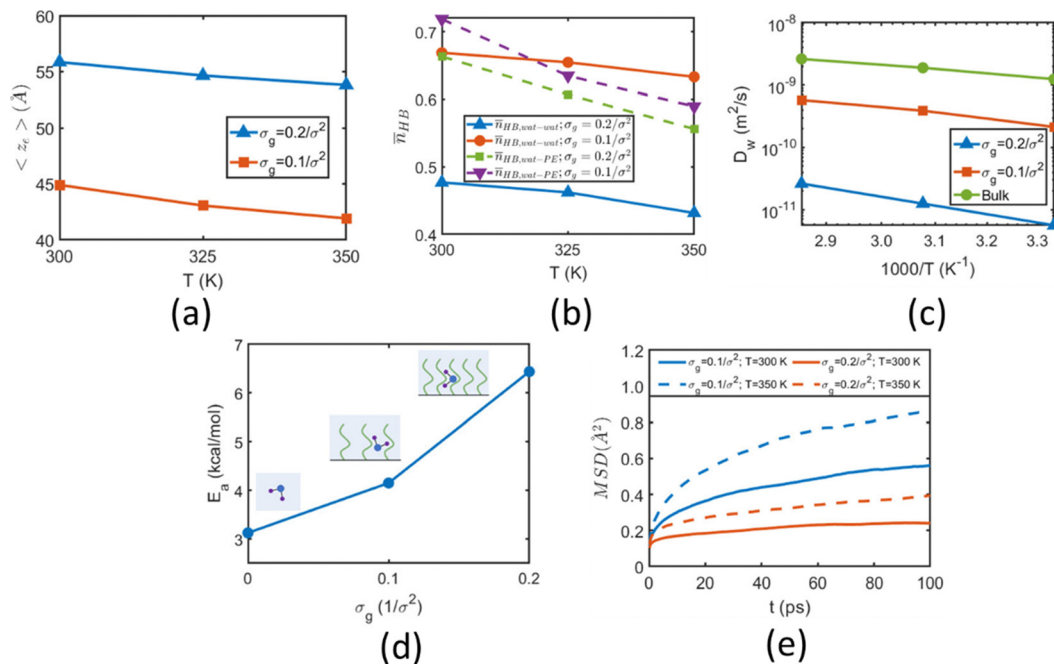 60
55
50
45
40
< z_e > (Å)
σ_g=0.2/σ²
σ_g=0.1/σ²
300 325 350
T (K)
(a)
0.7
0.6
0.5
0.4
n̅_HB
n̅_HB,wat−wat; σ_g = 0.2/σ²
n̅_HB,wat−wat; σ_g = 0.1/σ²
n̅_HB,wat−PE; σ_g = 0.2/σ²
n̅_HB,wat−PE; σ_g = 0.1/σ²
300 325 350
T (K)
(b)
10⁻⁸
10⁻⁹
10⁻¹⁰
10⁻¹¹
D_w (m²/s)
σ_g=0.2/σ²
σ_g=0.1/σ²
Bulk
2.9 3.0 3.1 3.2 3.3
1000/T (K⁻¹)
(c)
7
6
5
4
3
E_a (kcal/mol)
0 0.1 0.2
σ_g (1/σ²)
(d)
1.2
1.0
0.8
0.6
0.4
0.2
0
MSD(Å²)
σ_g=0.1/σ²; T=300 K σ_g=0.2/σ²; T=300 K
σ_g=0.1/σ²; T=350 K σ_g=0.2/σ²; T=350 K
0 20 40 60 80 100
t (ps)
(e)